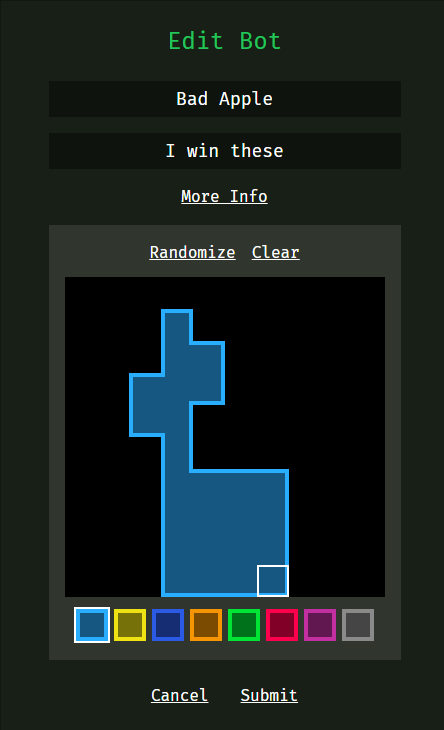 Edit Bot
Bad Apple
I win these
More Info
Randomize Clear
Cancel Submit